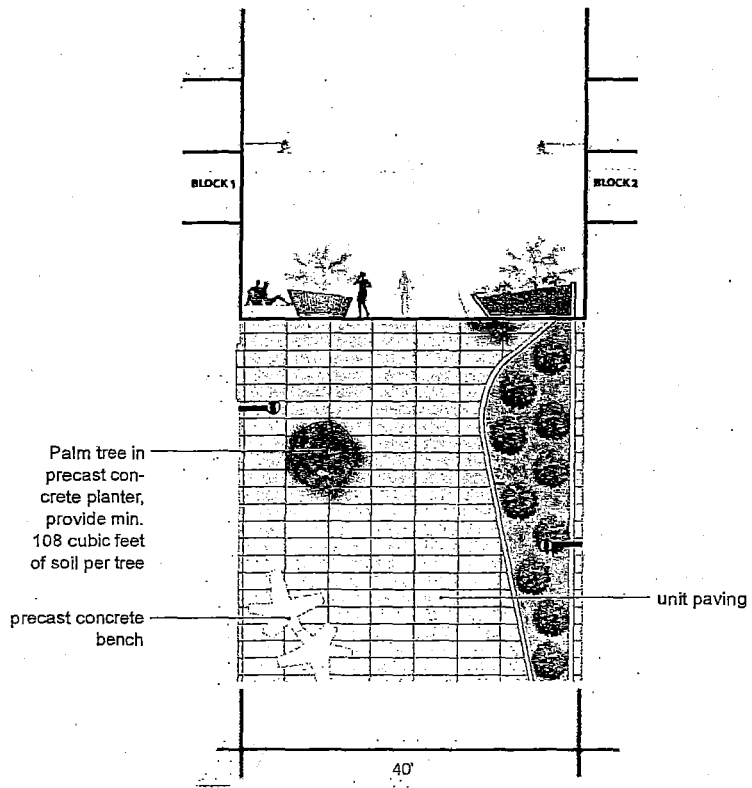 BLOCK 1
BLOCK 2
Palm tree in
precast con-
crete planter,
provide min.
108 cubic feet
of soil per tree
precast concrete
bench
unit paving
40'